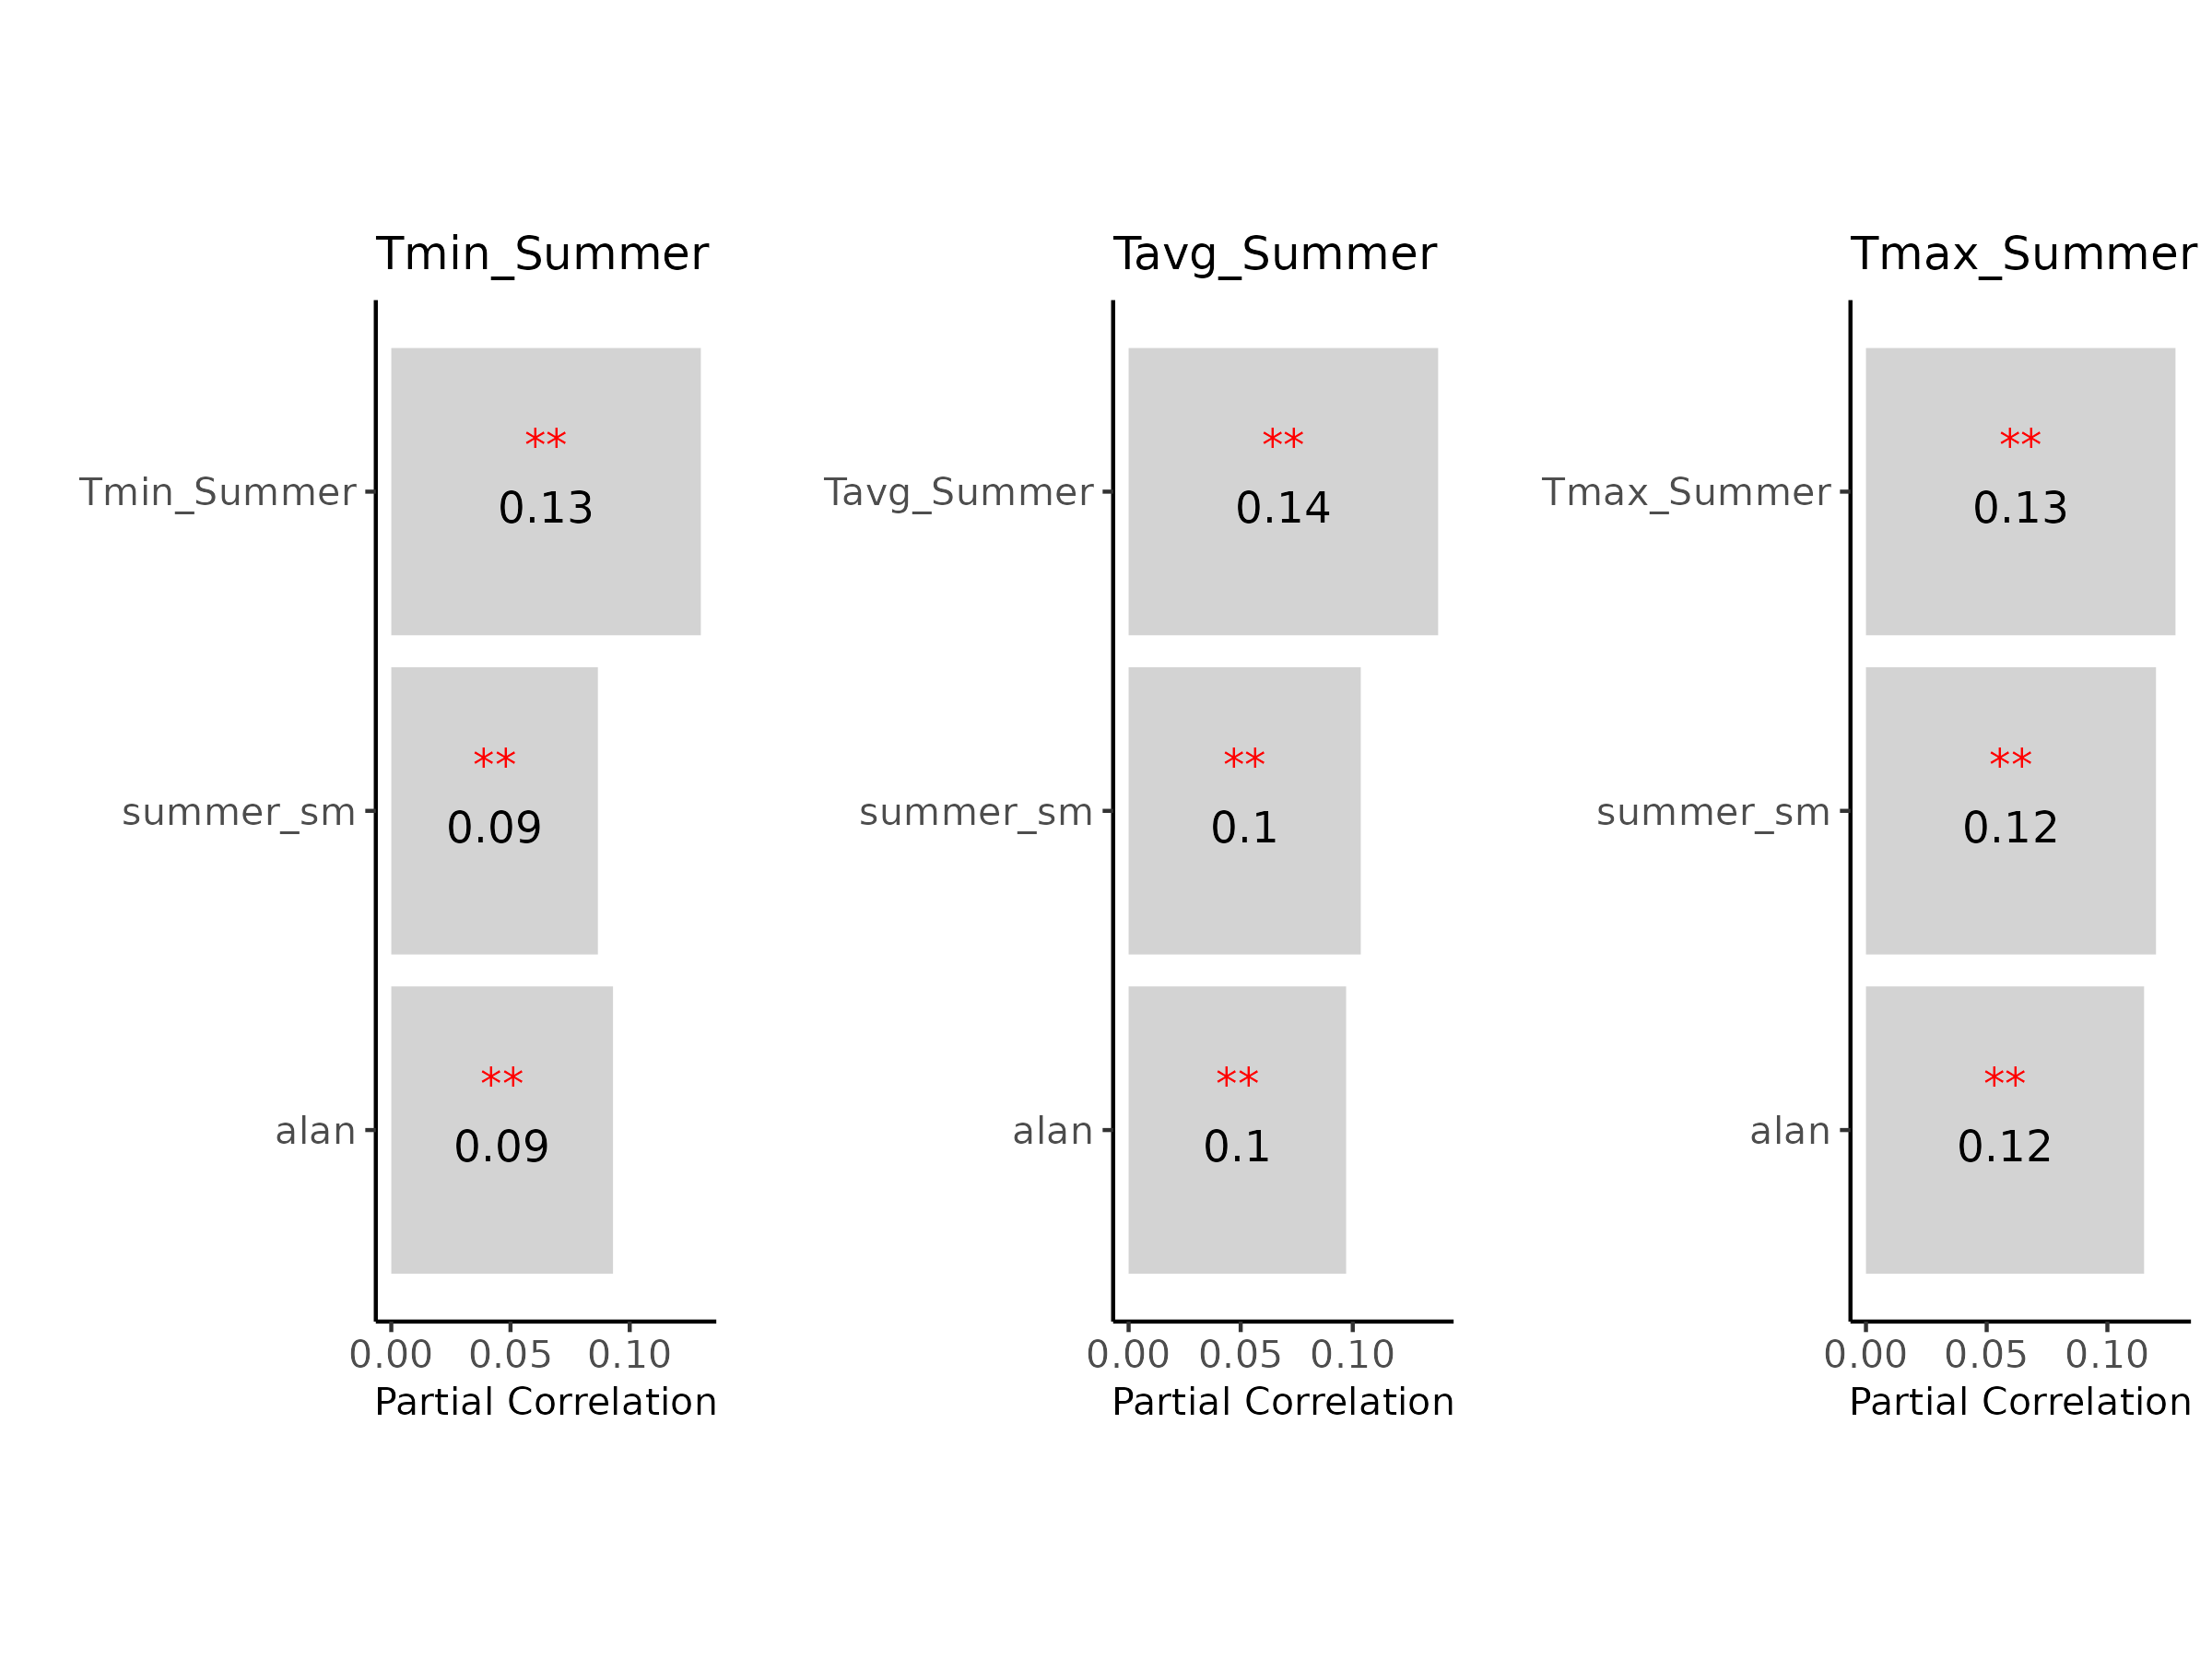 Tmin_Summer
Tmin_Summer
**
0.13
summer_sm
**
0.09
alan
**
0.09
0.00 0.05 0.10
Partial Correlation
Tavg_Summer
Tavg_Summer
**
0.14
summer_sm
**
0.1
alan
**
0.1
0.00 0.05 0.10
Partial Correlation
Tmax_Summer
Tmax_Summer
**
0.13
summer_sm
**
0.12
alan
**
0.12
0.00 0.05 0.10
Partial Correlation